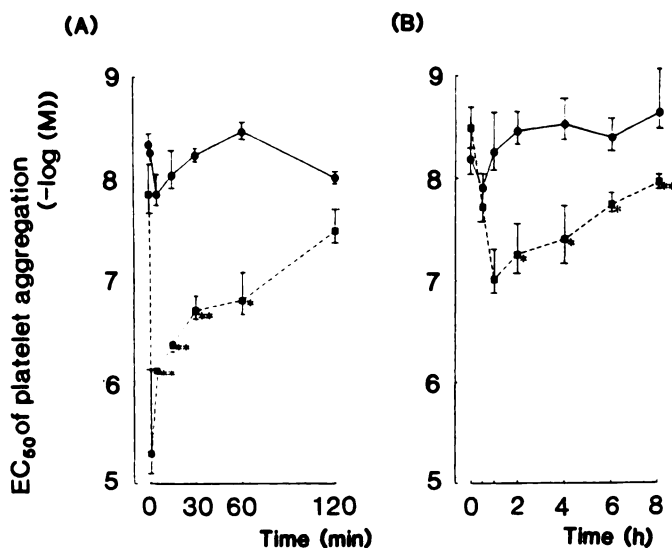 (A) (B)
EC50 of platelet aggregation
(-log (M))
9 9
8 8
7 7
6 6
5 5
** ** ** * * * * **
0 30 60 120 0 2 4 6 8
Time (min) Time (h)